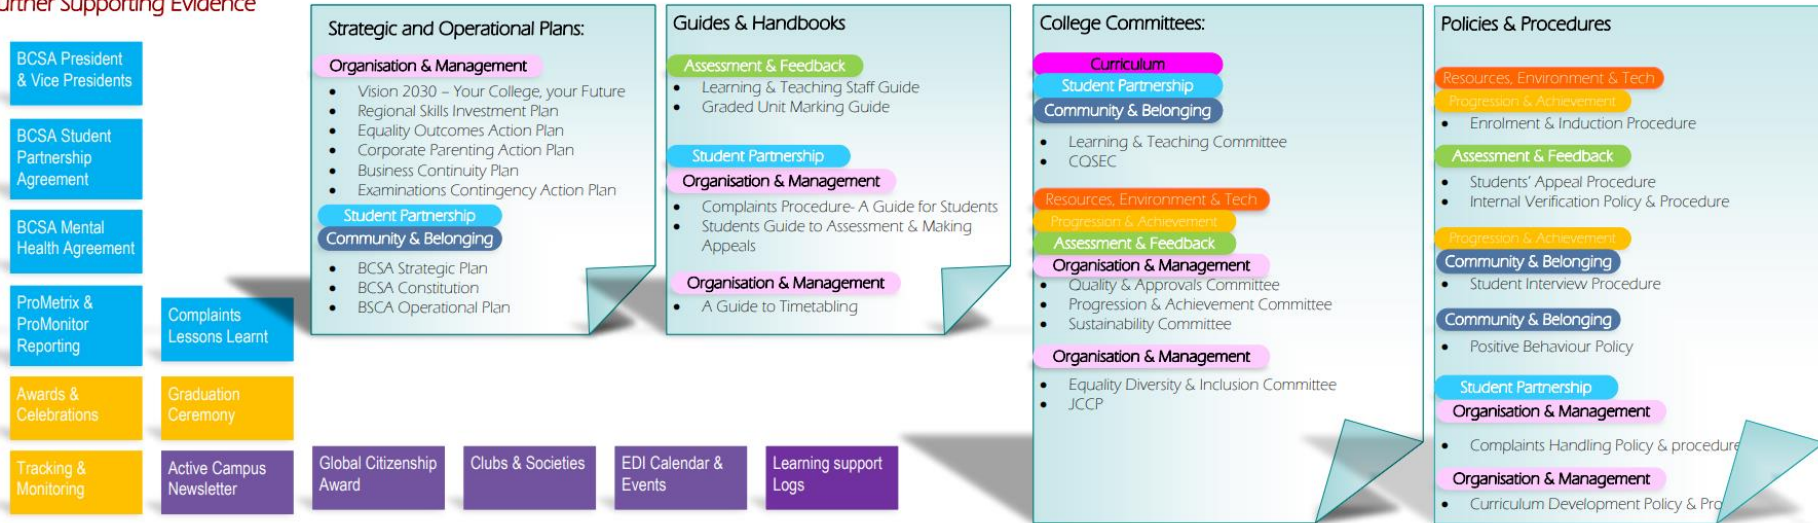 urther Supporting Evidence
BCSA President
& Vice Presidents
BCSA Student
Partnership
Agreement
BCSA Mental
Health Agreement
ProMetrix &
ProMonitor
Reporting
Complaints
Lessons Learnt
Awards &
Celebrations
Graduation
Ceremony
Tracking &
Monitoring
Active Campus
Newsletter
Global Citizenship
Award
Clubs & Societies
EDI Calendar &
Events
Learning support
Logs
Strategic and Operational Plans:
Organisation & Management
• Vision 2030 – Your College, your Future
• Regional Skills Investment Plan
• Equality Outcomes Action Plan
• Corporate Parenting Action Plan
• Business Continuity Plan
• Examinations Contingency Action Plan
Student Partnership
Community & Belonging
• BCSA Strategic Plan
• BCSA Constitution
• BSCA Operational Plan
Guides & Handbooks
Assessment & Feedback
• Learning & Teaching Staff Guide
• Graded Unit Marking Guide
Student Partnership
Organisation & Management
• Complaints Procedure- A Guide for Students
• Students Guide to Assessment & Making
Appeals
Organisation & Management
• A Guide to Timetabling
College Committees:
Curriculum
Student Partnership
Community & Belonging
• Learning & Teaching Committee
• CQSEC
Resources, Environment & Tech
Progression & Achievement
Assessment & Feedback
Organisation & Management
• Quality & Approvals Committee
• Progression & Achievement Committee
• Sustainability Committee
Organisation & Management
• Equality Diversity & Inclusion Committee
• JCCP
Policies & Procedures
Resources, Environment & Tech
Progression & Achievement
• Enrolment & Induction Procedure
Assessment & Feedback
• Students' Appeal Procedure
• Internal Verification Policy & Procedure
Progression & Achievement
Community & Belonging
• Student Interview Procedure
Community & Belonging
• Positive Behaviour Policy
Student Partnership
Organisation & Management
• Complaints Handling Policy & procedure
Organisation & Management
• Curriculum Development Policy & Pro